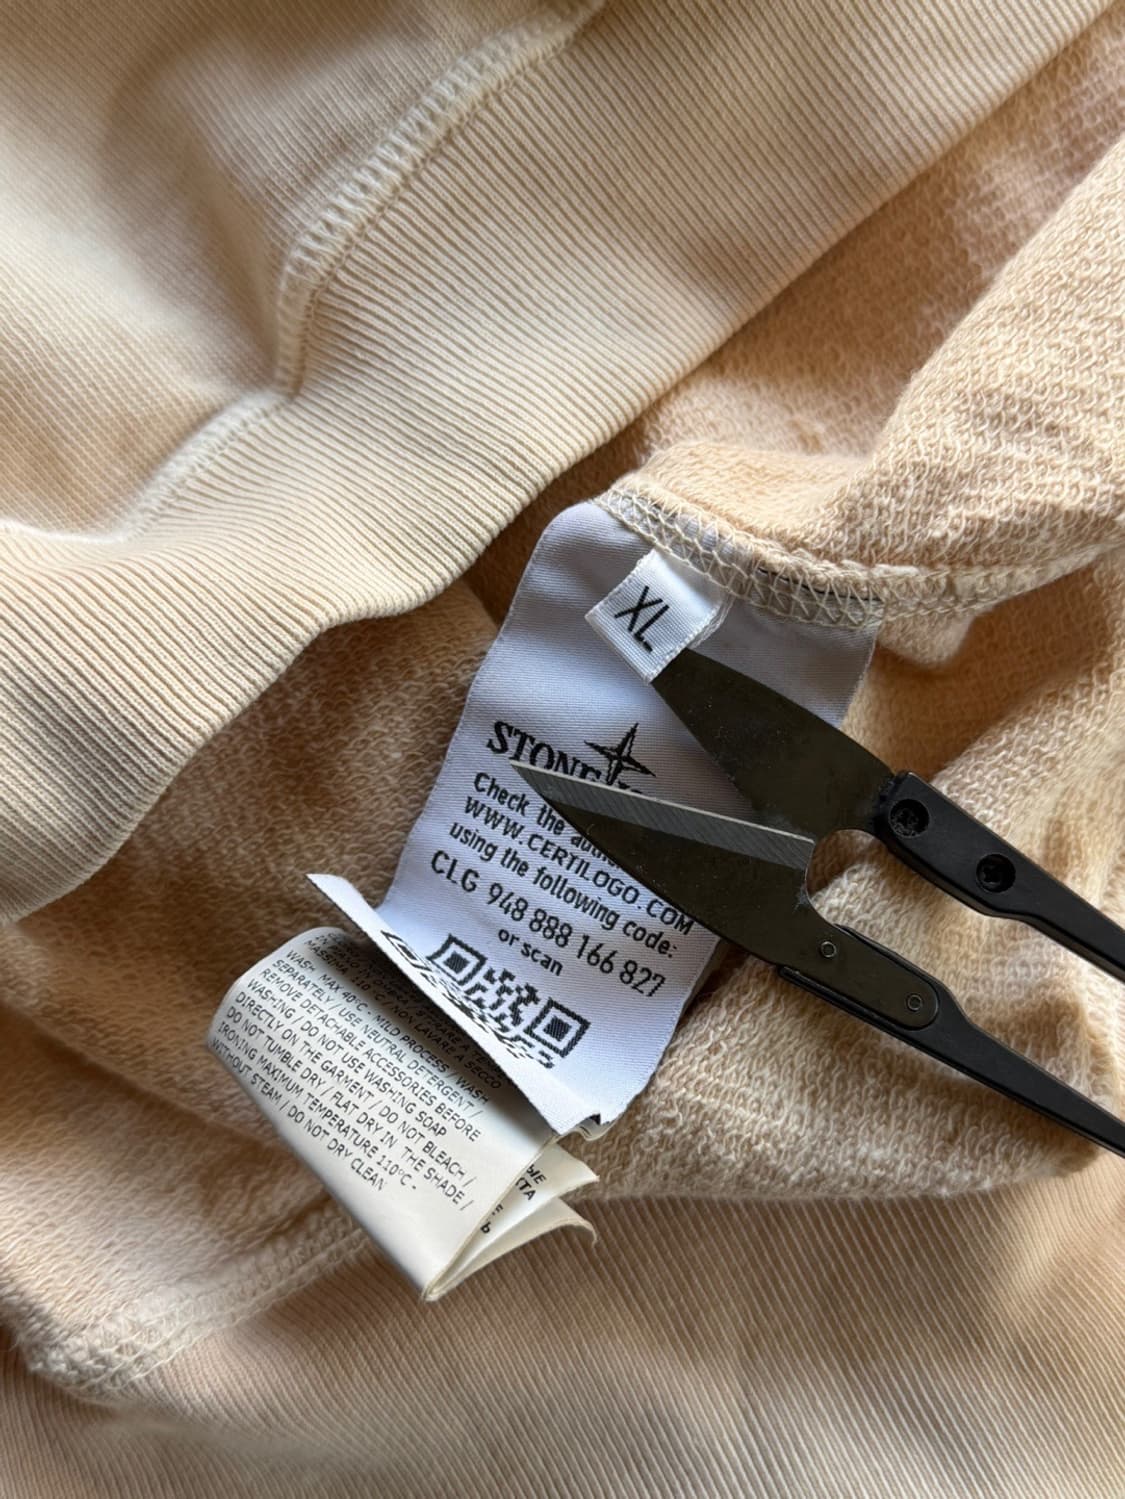 XL
STONE
Check the
WWW.CERTILOGO.COM
using the following code:
CLG 948 888 166 827
or scan
WASH MAX 40°C - MILD PROCESS - WASH
SEPARATELY / USE NEUTRAL DETERGENT /
REMOVE DETACHABLE ACCESSORIES BEFORE
WASHING / DO NOT USE WASHING SOAP
DIRECTLY ON THE GARMENT / DO NOT BLEACH /
DO NOT TUMBLE DRY / FLAT DRY IN THE SHADE /
IRONING MAXIMUM TEMPERATURE 110°C -
WITHOUT STEAM / DO NOT DRY CLEAN